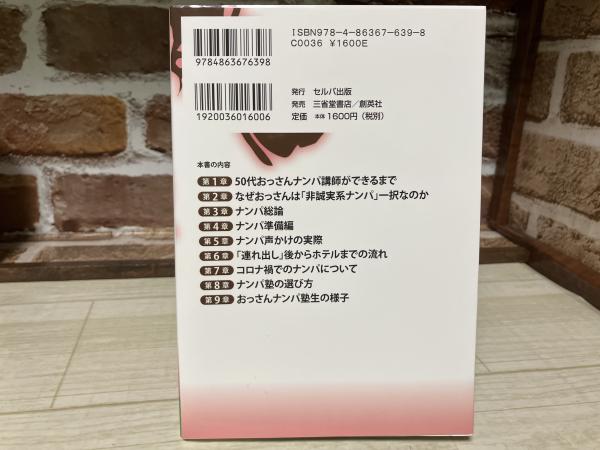 ISBN978-4-86367-639-8
C0036 ¥1600E
9784863676398
1920036016006
発行 セルバ出版
発売 三省堂書店/創英社
定価 本体1600円(税別)
本書の内容
第1章 50代おっさんナンパ講師ができるまで
第2章 なぜおっさんは「非誠実系ナンパ」一択なのか
第3章 ナンパ総論
第4章 ナンパ準備編
第5章 ナンパ声かけの実際
第6章 「連れ出し」後からホテルまでの流れ
第7章 コロナ禍でのナンパについて
第8章 ナンパ塾の選び方
第9章 おっさんナンパ塾生の様子